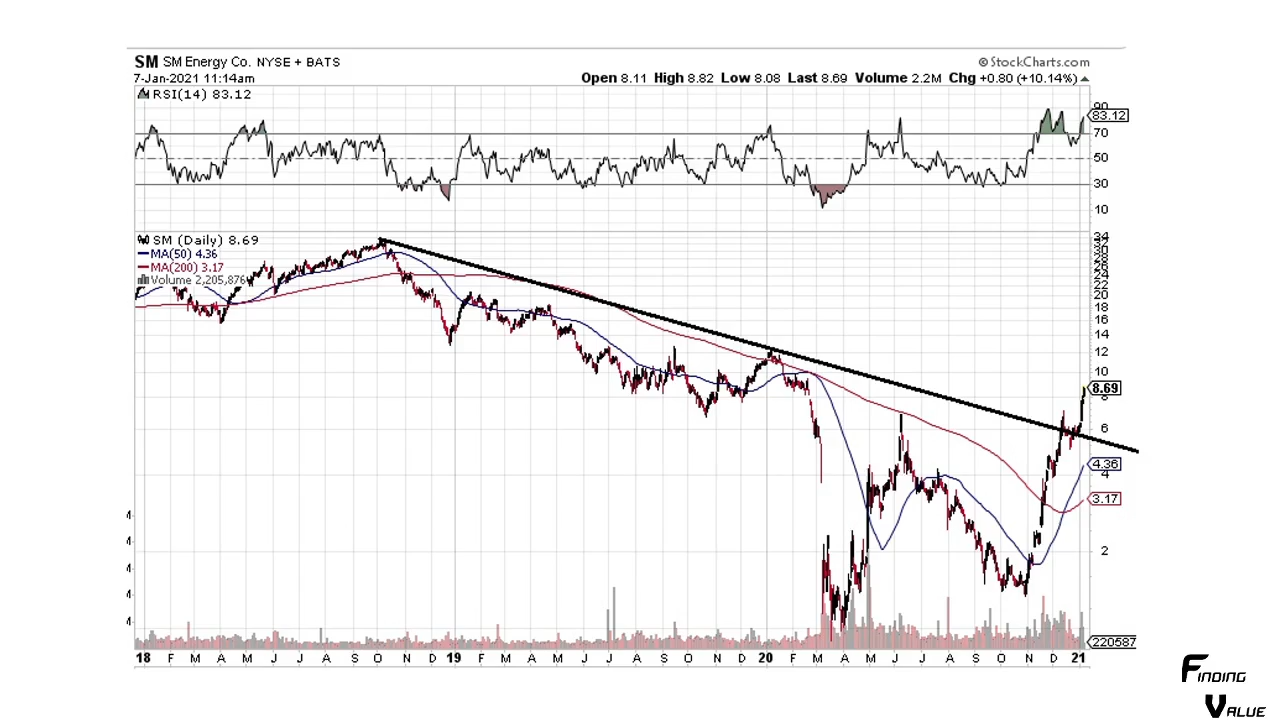 SM SM Energy Co. NYSE + BATS
© StockCharts.com
7-Jan-2021 11:14am
Open 8.11 High 8.82 Low 8.08 Last 8.69 Volume 2.2M Chg +0.80 (+10.14%)
RSI(14) 83.12
90
83.12
70
50
30
10
SM (Daily) 8.69
MA(50) 4.36
MA(200) 3.17
Volume 2,205,876
34
32
30
28
26
24
22
20
18
16
14
12
10
8.69
8
6
4.36
4
3.17
2
220587
M
M
M
M
M
18 F M A M J J A S O N D 19 F M A M J J A S O N D 20 F M A M J J A S O N D 21
Finding
Value